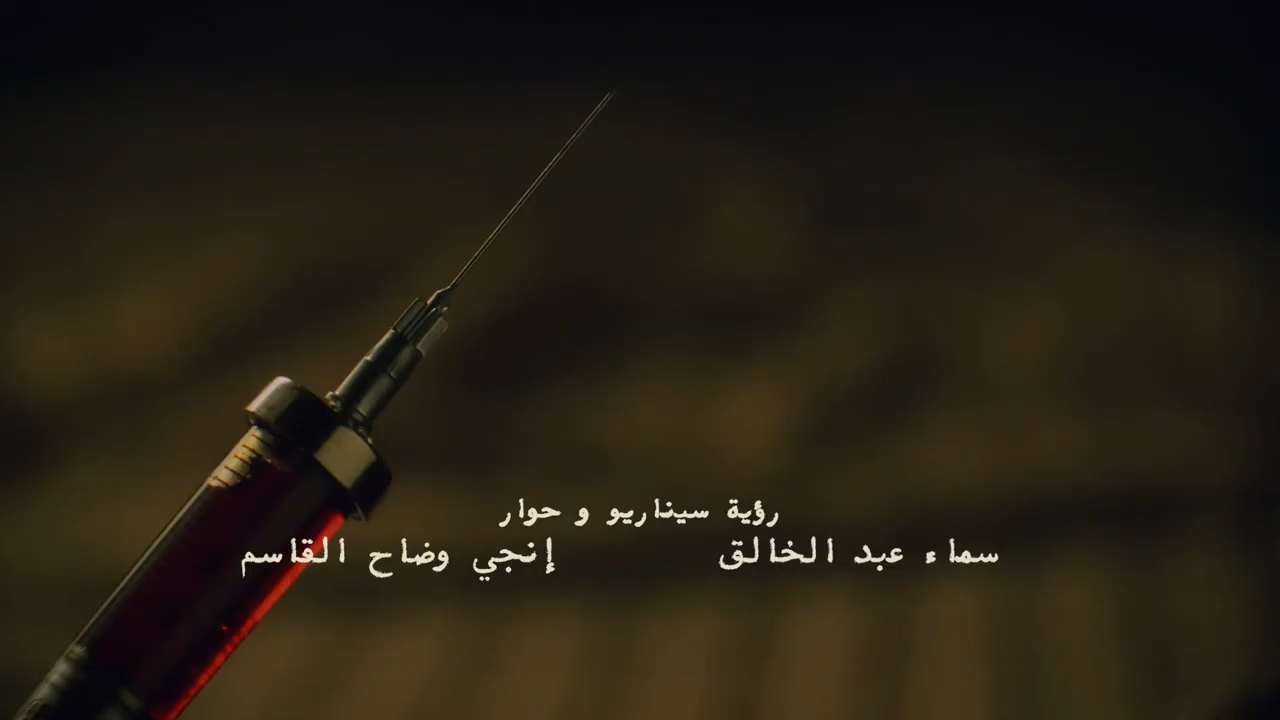 رؤية سيناريو و حوار
سماء عبد الخالق إنجي وضاح القاسم